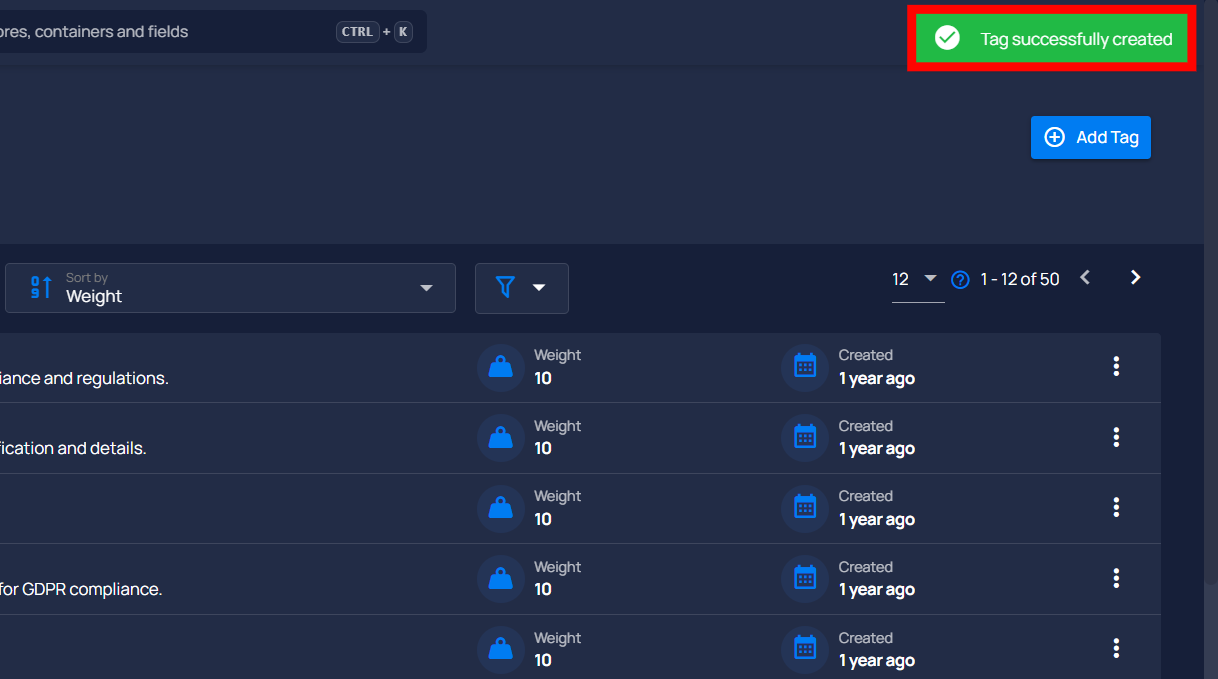 ores, containers and fields CTRL + K
Tag successfully created
Add Tag
Sort by
Weight
12 1 - 12 of 50
Weight Created
iance and regulations. 10 1 year ago
Weight Created
ication and details. 10 1 year ago
Weight Created
10 1 year ago
Weight Created
for GDPR compliance. 10 1 year ago
Weight Created
10 1 year ago